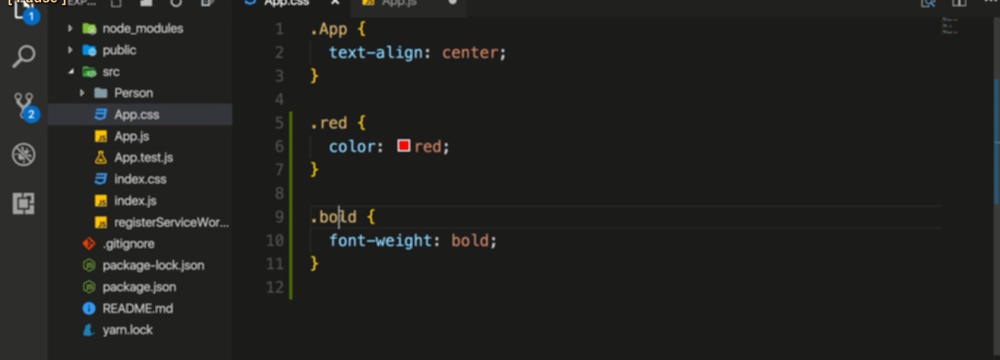 [ Pause ]
EXP...
App.css
App.js
1
2
node_modules
public
src
Person
App.css
App.js
App.test.js
index.css
index.js
registerServiceWor...
.gitignore
package-lock.json
package.json
README.md
yarn.lock
1 .App {
2 text-align: center;
3 }
4
5 .red {
6 color: red;
7 }
8
9 .bold {
10 font-weight: bold;
11 }
12